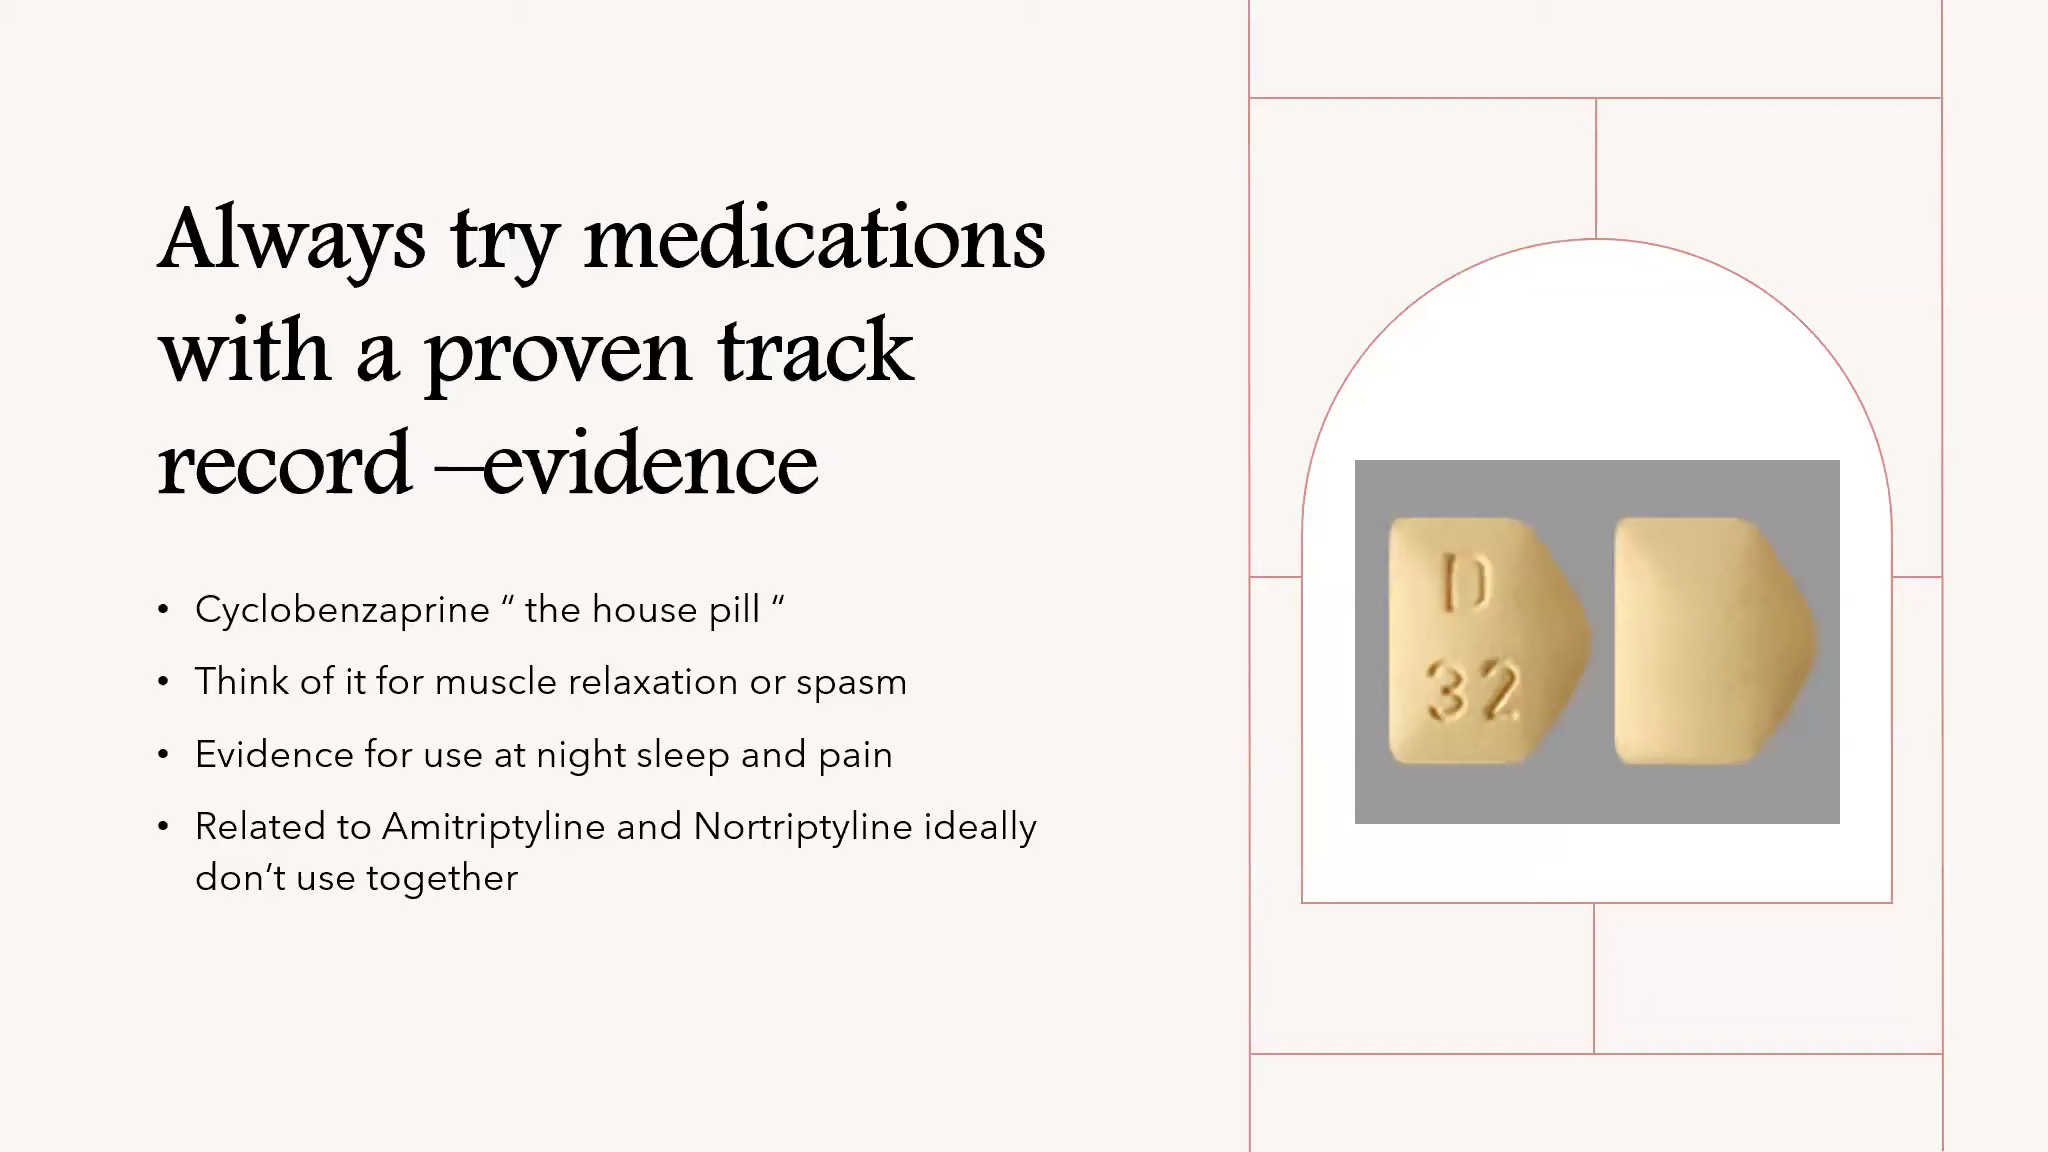 Always try medications
with a proven track
record –evidence
• Cyclobenzaprine “ the house pill “
• Think of it for muscle relaxation or spasm
• Evidence for use at night sleep and pain
• Related to Amitriptyline and Nortriptyline ideally
don’t use together
D
32